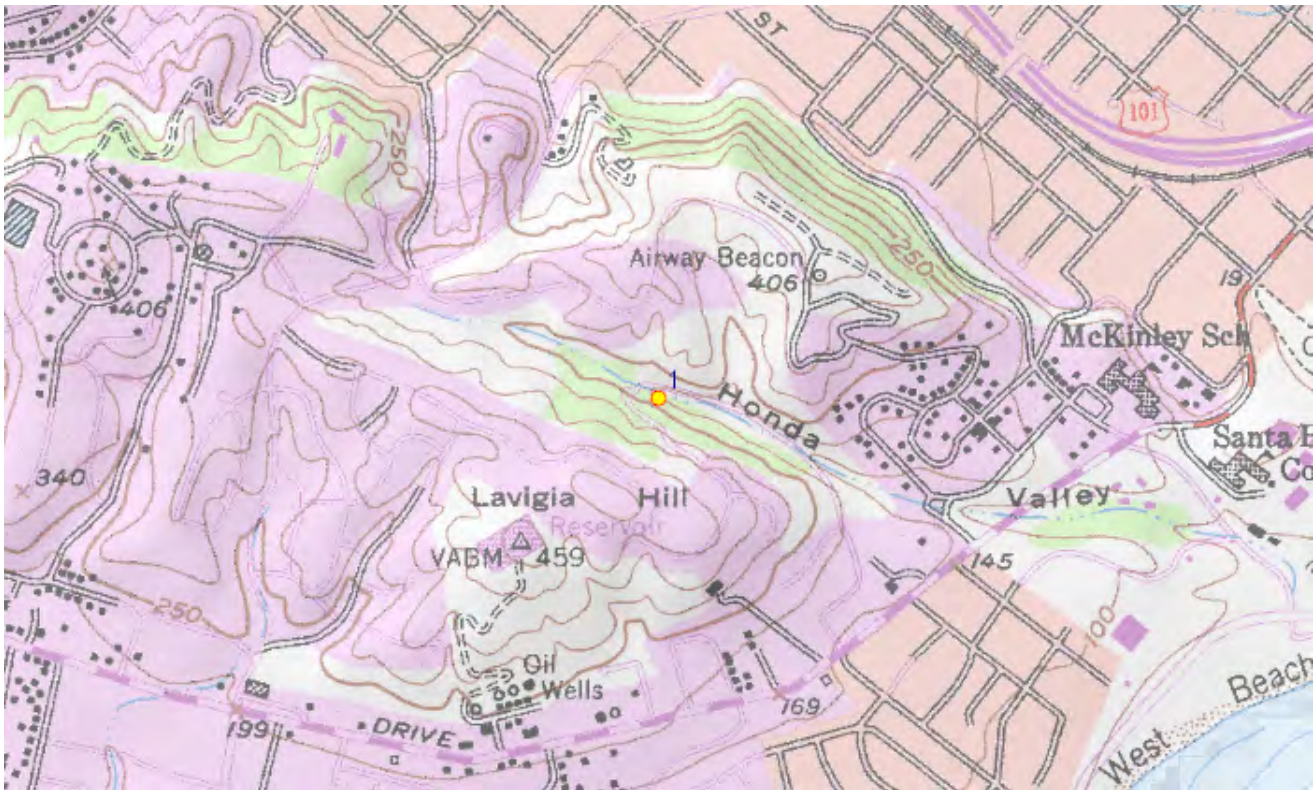 ST
101
250
Airway Beacon
406
250
19
406
McKinley Sch
1
Honda
Santa B
Co
340
Lavigia Hill
Valley
Reservoir
VABM 459
145
250
100
Oil
Wells
Beach
169
199
DRIVE
West